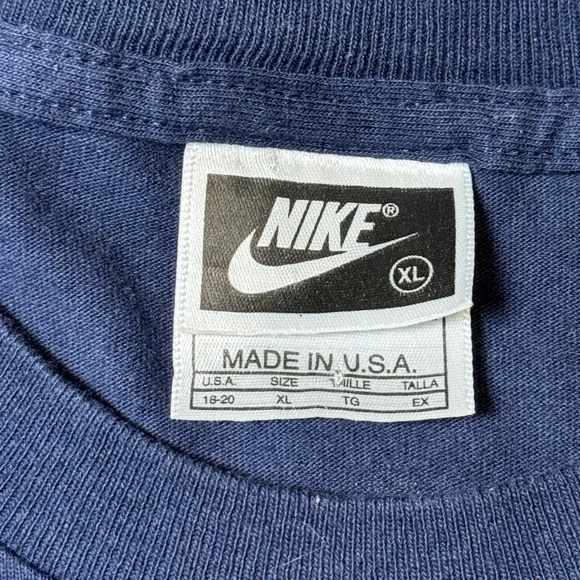 NIKE®
XL
MADE IN U.S.A.
U.S.A. SIZE TAILLE TALLA
18-20 XL TG EX